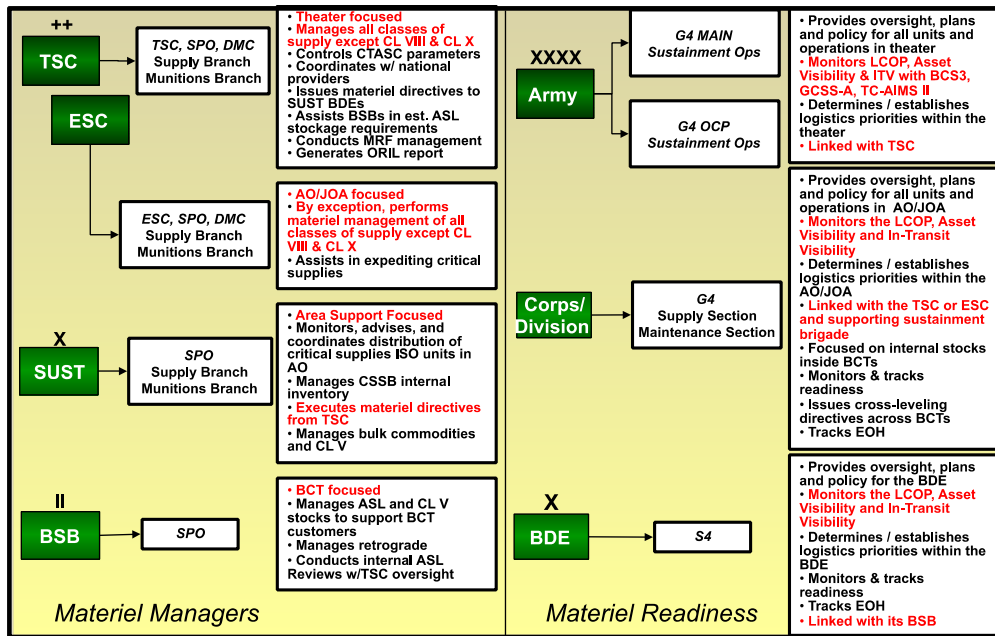 ++
TSC
TSC, SPO, DMC
Supply Branch
Munitions Branch
• Theater focused
• Manages all classes of
supply except CL VIII & CL X
• Controls CTASC parameters
• Coordinates w/ national
providers
• Issues materiel directives to
SUST BDEs
• Assists BSBs in est. ASL
stockage requirements
• Conducts MRF management
• Generates ORIL report
ESC
ESC, SPO, DMC
Supply Branch
Munitions Branch
• AO/JOA focused
• By exception, performs
materiel management of all
classes of supply except CL
VIII & CL X
• Assists in expediting critical
supplies
X
SUST
SPO
Supply Branch
Munitions Branch
• Area Support Focused
• Monitors, advises, and
coordinates distribution of
critical supplies ISO units in
AO
• Manages CSSB internal
inventory
• Executes materiel directives
from TSC
• Manages bulk commodities
and CL V
II
BSB
SPO
• BCT focused
• Manages ASL and CL V
stocks to support BCT
customers
• Manages retrograde
• Conducts internal ASL
Reviews w/TSC oversight
Materiel Managers
XXXX
Army
G4 MAIN
Sustainment Ops
G4 OCP
Sustainment Ops
• Provides oversight, plans
and policy for all units and
operations in theater
• Monitors LCOP, Asset
Visibility & ITV with BCS3,
GCSS-A, TC-AIMS II
• Determines / establishes
logistics priorities within the
theater
• Linked with TSC
Corps/
Division
G4
Supply Section
Maintenance Section
• Provides oversight, plans
and policy for all units and
operations in AO/JOA
• Monitors the LCOP, Asset
Visibility and In-Transit
Visibility
• Determines / establishes
logistics priorities within the
AO/JOA
• Linked with the TSC or ESC
and supporting sustainment
brigade
• Focused on internal stocks
inside BCTs
• Monitors & tracks
readiness
• Issues cross-leveling
directives across BCTs
• Tracks EOH
X
BDE
S4
• Provides oversight, plans
and policy for the BDE
• Monitors the LCOP, Asset
Visibility and In-Transit
Visibility
• Determines / establishes
logistics priorities within the
BDE
• Monitors & tracks
readiness
• Tracks EOH
• Linked with its BSB
Materiel Readiness